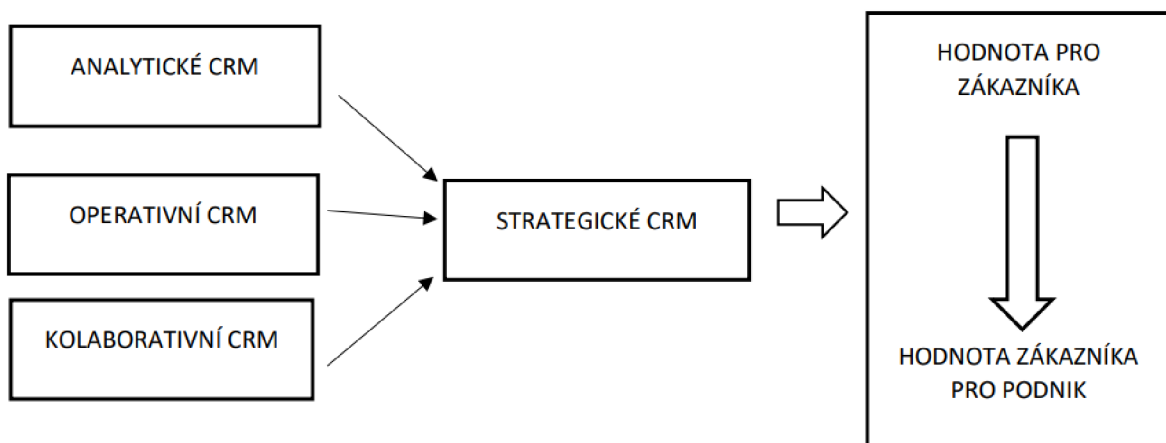 ANALYTICKÉ CRM
OPERATIVNÍ CRM
KOLABORATIVNÍ CRM
STRATEGICKÉ CRM
HODNOTA PRO
ZÁKAZNÍKA
HODNOTA ZÁKAZNÍKA
PRO PODNIK